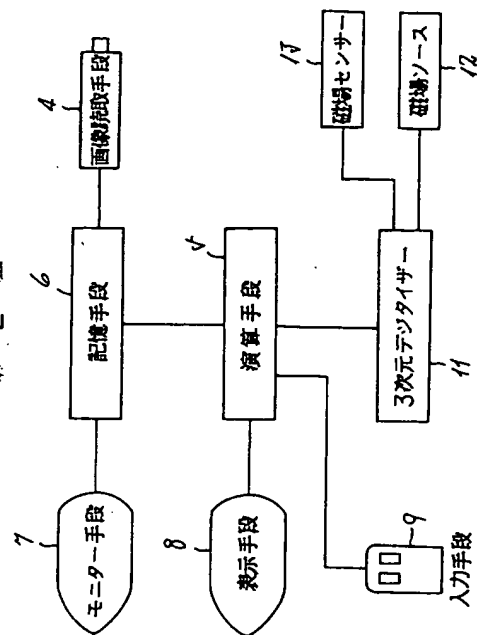 7
モニター手段
6
記憶手段
4
画像読取手段
8
表示手段
5
演算手段
9
入力手段
11
3次元デジタイザー
13
磁場センサー
12
磁場ソース